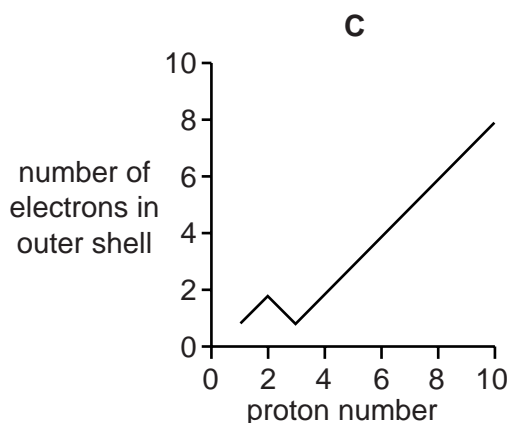 C
10
8
6
4
2
0
number of
electrons in
outer shell
0 2 4 6 8 10
proton number